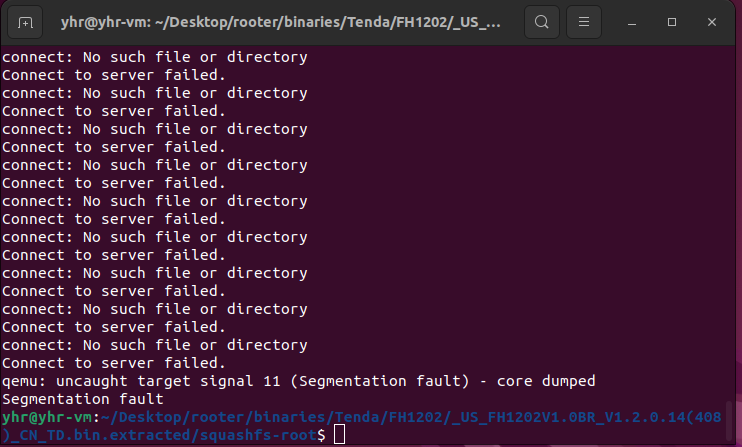 yhr@yhr-vm: ~/Desktop/rooter/binaries/Tenda/FH1202/_US_...
connect: No such file or directory
Connect to server failed.
connect: No such file or directory
Connect to server failed.
connect: No such file or directory
Connect to server failed.
connect: No such file or directory
Connect to server failed.
connect: No such file or directory
Connect to server failed.
connect: No such file or directory
Connect to server failed.
connect: No such file or directory
Connect to server failed.
connect: No such file or directory
Connect to server failed.
connect: No such file or directory
Connect to server failed.
qemu: uncaught target signal 11 (Segmentation fault) - core dumped
Segmentation fault
yhr@yhr-vm:~/Desktop/rooter/binaries/Tenda/FH1202/_US_FH1202V1.0BR_V1.2.0.14(408
)_CN_TD.bin.extracted/squashfs-root$